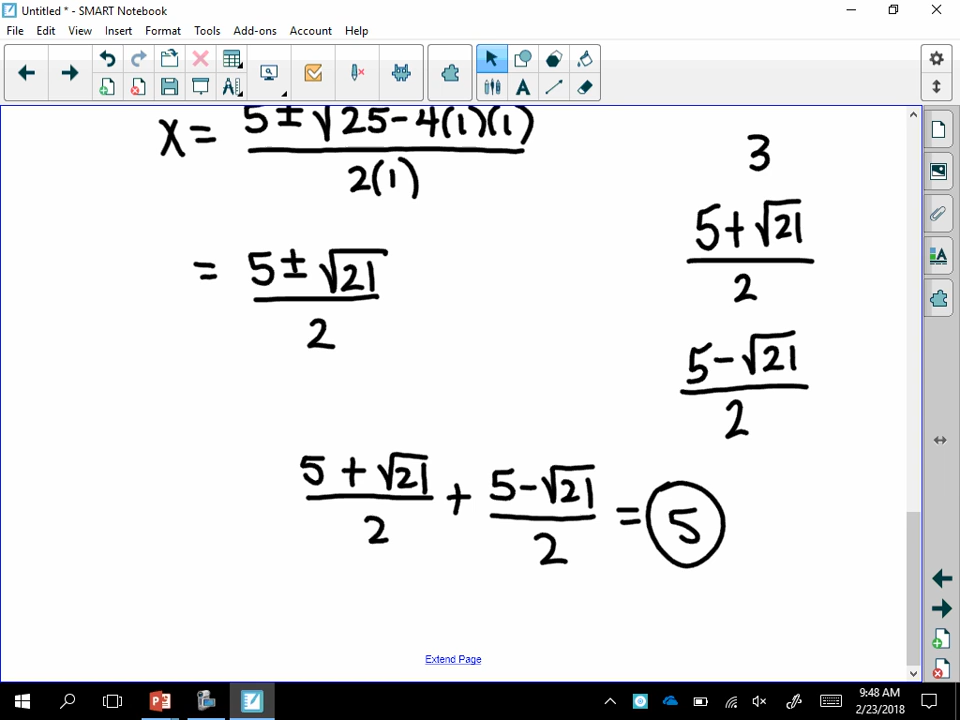 Untitled * - SMART Notebook
File Edit View Insert Format Tools Add-ons Account Help
x = 5 ± √25 - 4(1)(1)
2(1)
= 5 ± √21
2
3
5 + √21
2
5 - √21
2
5 + √21 + 5 - √21 = 5
2 2
Extend Page
9:48 AM
2/23/2018